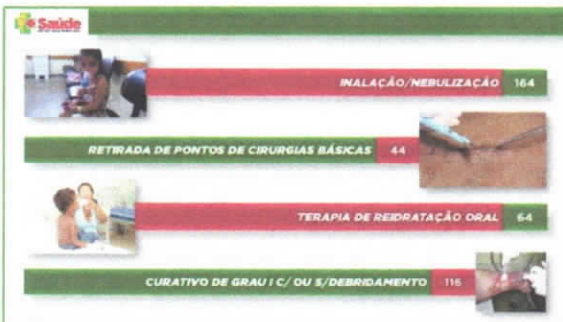 Saúde
INALAÇÃO/NEBULIZAÇÃO 164
RETIRADA DE PONTOS DE CIRURGIAS BÁSICAS 44
TERAPIA DE REIDRATAÇÃO ORAL 64
CURATIVO DE GRAU I C/ OU S/DEBRIDAMENTO 116